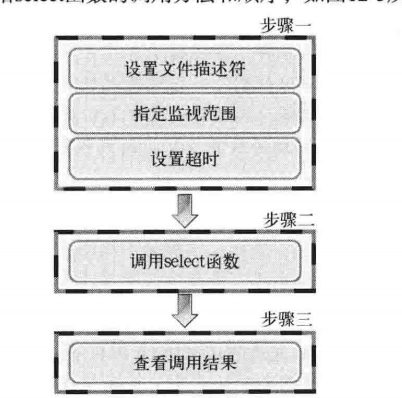 select函数的调用方法和顺序,如图12-5
步骤一
设置文件描述符
指定监视范围
设置超时
步骤二
调用select函数
步骤三
查看调用结果